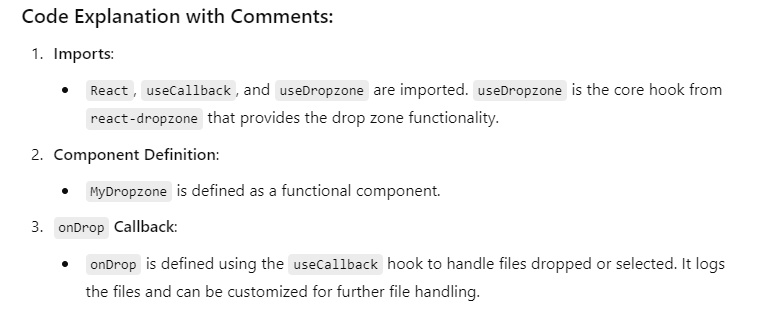 Code Explanation with Comments:
1. Imports:
• React, useCallback, and useDropzone are imported. useDropzone is the core hook from
react-dropzone that provides the drop zone functionality.
2. Component Definition:
• MyDropzone is defined as a functional component.
3. onDrop Callback:
• onDrop is defined using the useCallback hook to handle files dropped or selected. It logs
the files and can be customized for further file handling.